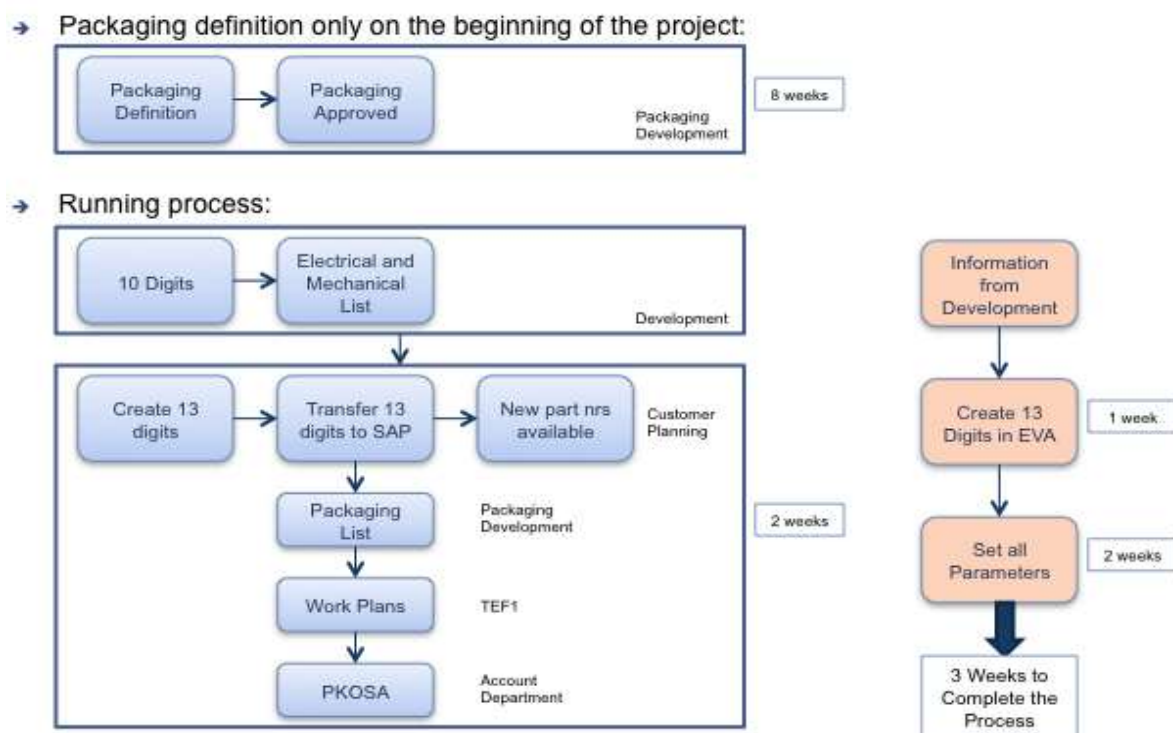 → Packaging definition only on the beginning of the project:
Packaging
Definition
Packaging
Approved
Packaging
Development
8 weeks
→ Running process:
10 Digits
Electrical and
Mechanical
List
Development
Create 13
digits
Transfer 13
digits to SAP
New part nrs
available
Customer
Planning
Packaging
List
Packaging
Development
2 weeks
Work Plans
TEF1
PKOSA
Account
Department
Information
from
Development
Create 13
Digits in EVA
1 week
Set all
Parameters
2 weeks
3 Weeks to
Complete the
Process